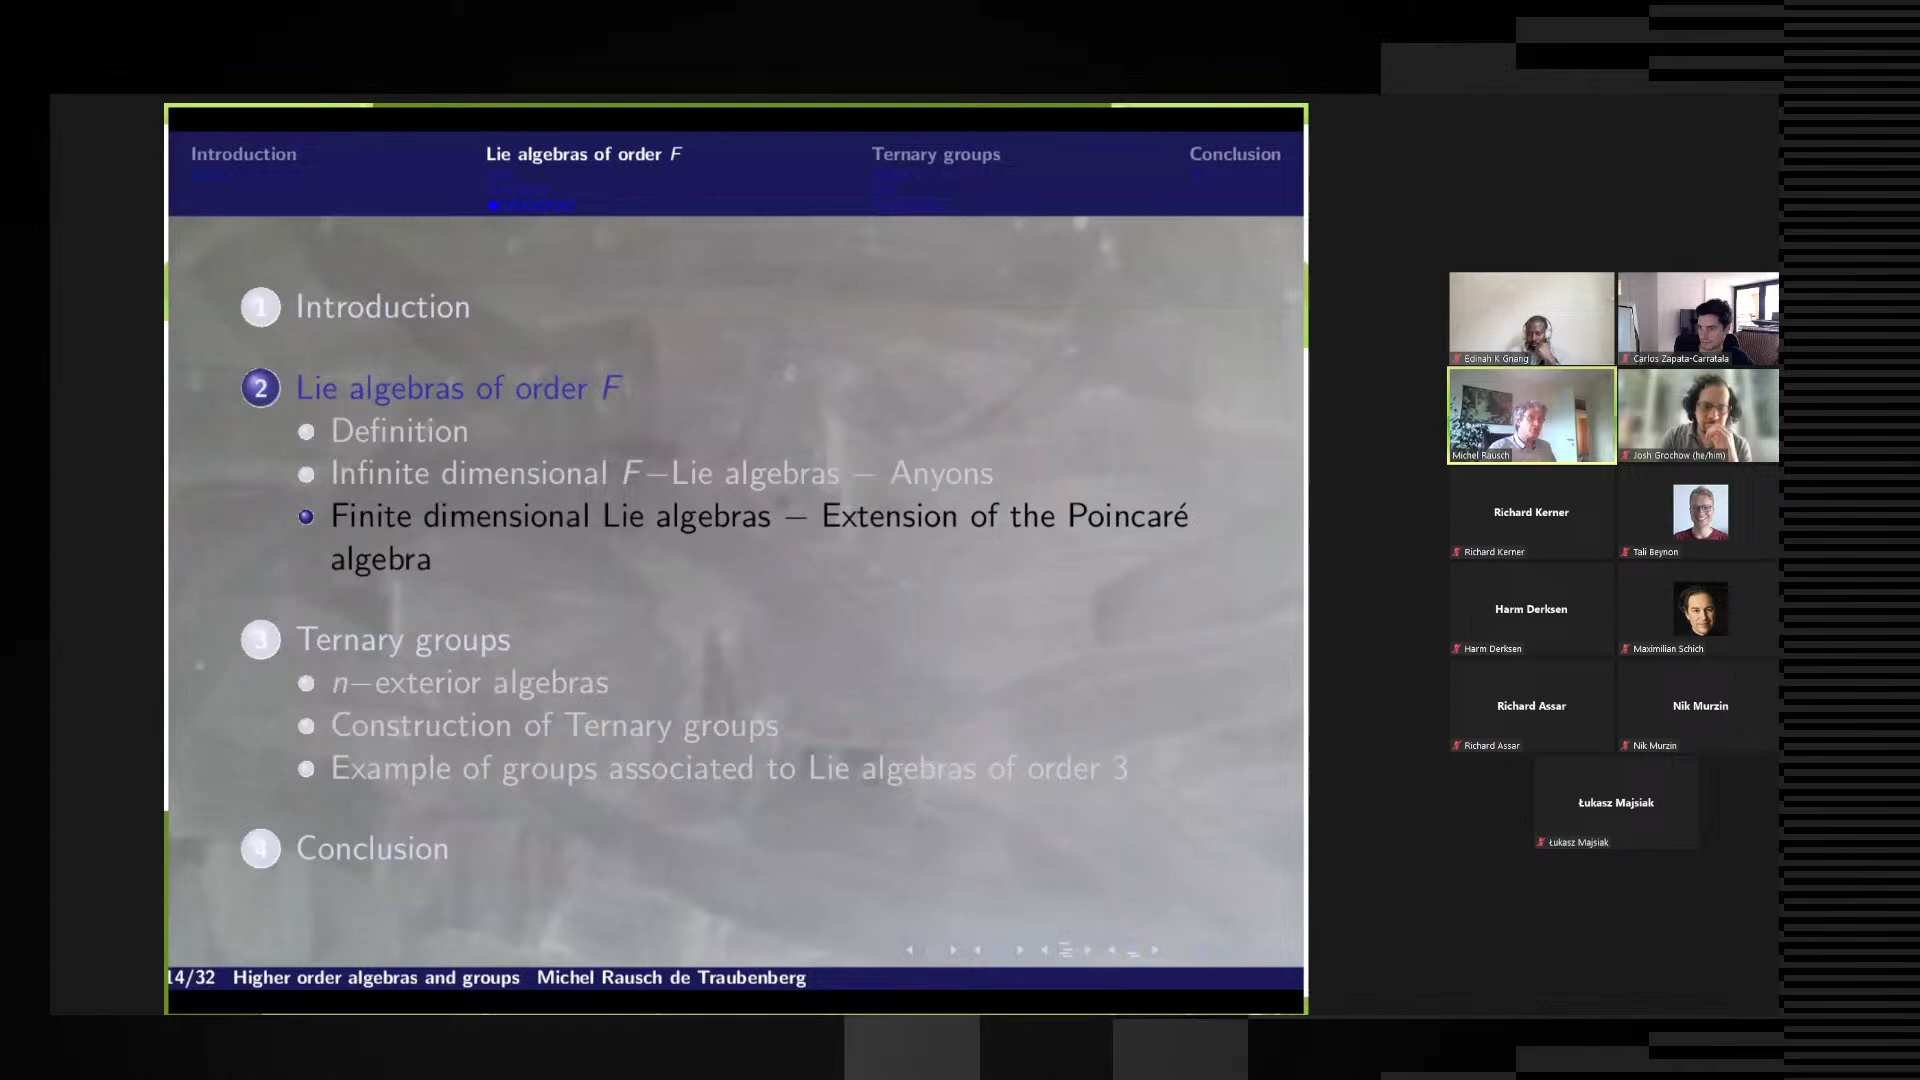 Introduction
Lie algebras of order F
Ternary groups
Conclusion
1 Introduction
2 Lie algebras of order F
Definition
Infinite dimensional F−Lie algebras − Anyons
Finite dimensional Lie algebras − Extension of the Poincaré
algebra
3 Ternary groups
n−exterior algebras
Construction of Ternary groups
Example of groups associated to Lie algebras of order 3
4 Conclusion
14/32 Higher order algebras and groups Michel Rausch de Traubenberg
Edinah K Gnang
Carlos Zapata-Carratala
Michel Rausch
Josh Grochow (he/him)
Richard Kerner
Richard Kerner
Tali Beynon
Harm Derksen
Harm Derksen
Maximilian Schich
Richard Assar
Nik Murzin
Richard Assar
Nik Murzin
Łukasz Majsiak
Łukasz Majsiak